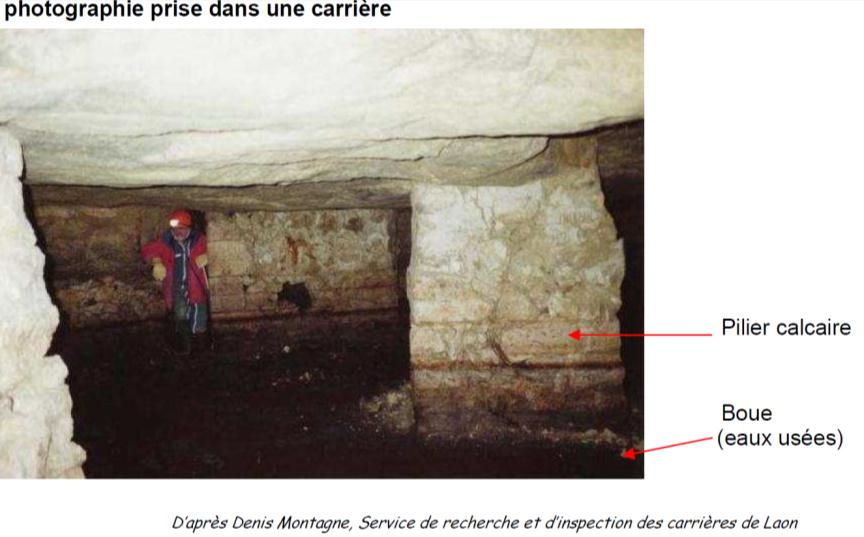 photographie prise dans une carrière
Pilier calcaire
Boue
(eaux usées)
D'après Denis Montagne, Service de recherche et d'inspection des carrières de Laon